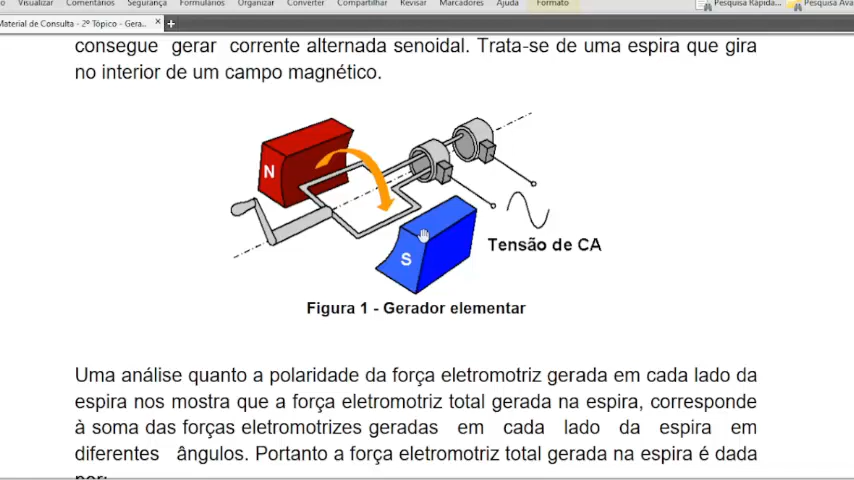 Visualizar Comentários Segurança Formulários Organizar Converter Compartilhar Revisar Marcadores Ajuda Formato Pesquisa Rápida... Pesquisa Ava
Material de Consulta - 2º Tópico - Gera... × +
consegue gerar corrente alternada senoidal. Trata-se de uma espira que gira
no interior de um campo magnético.
N
S
Tensão de CA
Figura 1 - Gerador elementar
Uma análise quanto a polaridade da força eletromotriz gerada em cada lado da
espira nos mostra que a força eletromotriz total gerada na espira, corresponde
à soma das forças eletromotrizes geradas em cada lado da espira em
diferentes ângulos. Portanto a força eletromotriz total gerada na espira é dada
por: